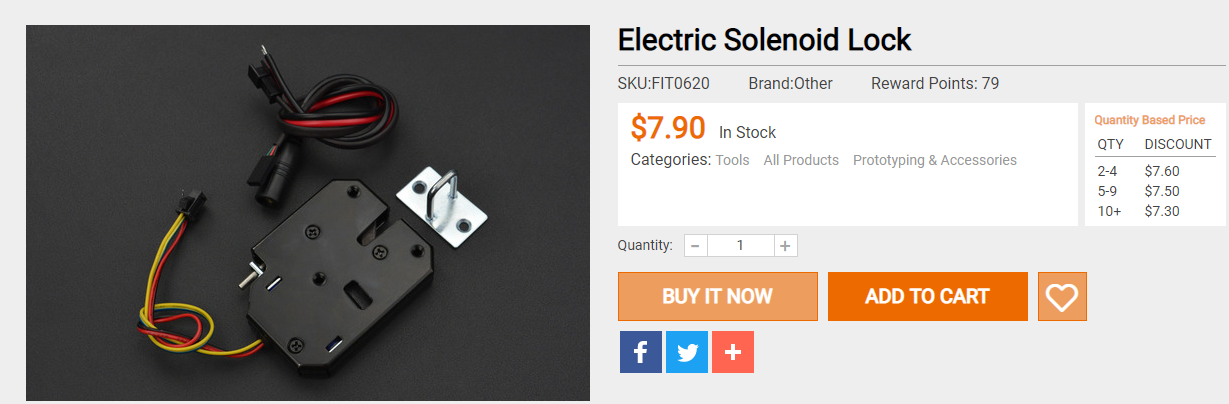 Electric Solenoid Lock
SKU:FIT0620 Brand:Other Reward Points: 79
$7.90 In Stock
Categories: Tools All Products Prototyping & Accessories
Quantity Based Price
QTY DISCOUNT
2-4 $7.60
5-9 $7.50
10+ $7.30
Quantity: − 1 +
BUY IT NOW ADD TO CART